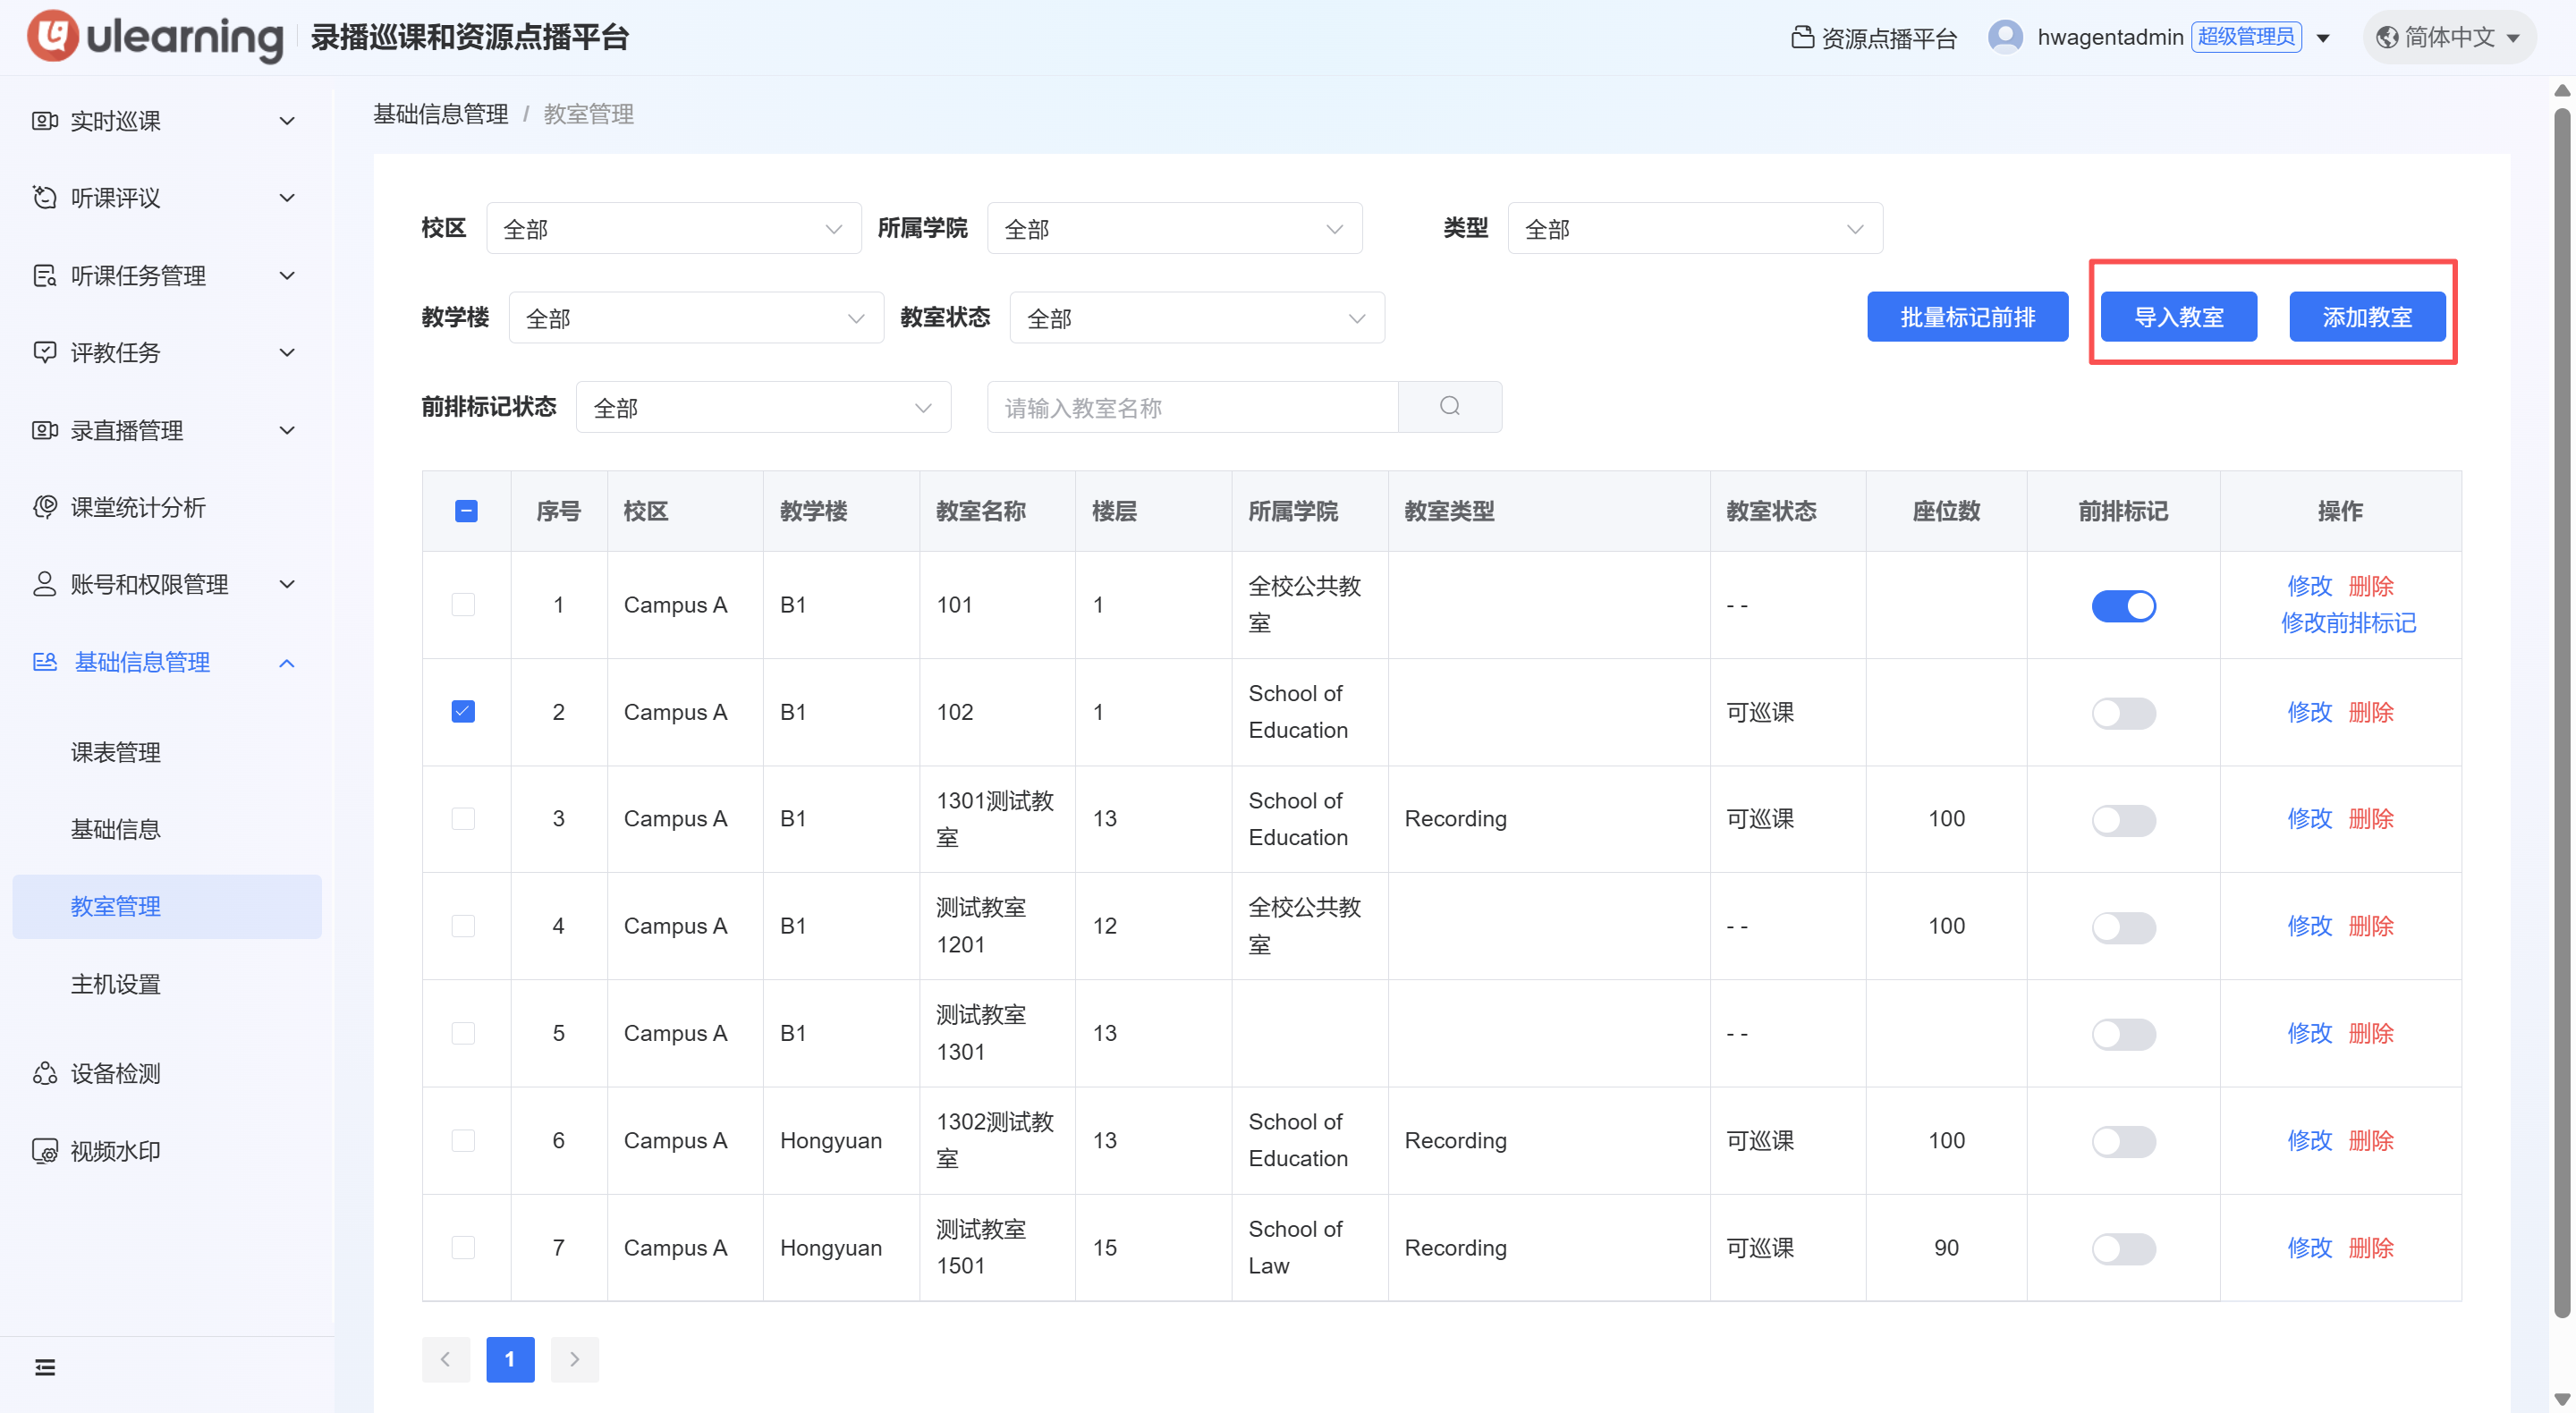 ulearning 录播巡课和资源点播平台 资源点播平台 hwagentadmin 超级管理员 简体中文
实时巡课
听课评议
听课任务管理
评教任务
录直播管理
课堂统计分析
账号和权限管理
基础信息管理
课表管理
基础信息
教室管理
主机设置
设备检测
视频水印
基础信息管理 / 教室管理
校区 全部 所属学院 全部 类型 全部
教学楼 全部 教室状态 全部 批量标记前排 导入教室 添加教室
前排标记状态 全部 请输入教室名称
序号 校区 教学楼 教室名称 楼层 所属学院 教室类型 教室状态 座位数 前排标记 操作
1 Campus A B1 101 1 全校公共教 - - 修改 删除
室 修改前排标记
2 Campus A B1 102 1 School of 可巡课 修改 删除
Education
3 Campus A B1 1301测试教 13 School of Recording 可巡课 100 修改 删除
室 Education
4 Campus A B1 测试教室 12 全校公共教 - - 100 修改 删除
1201 室
5 Campus A B1 测试教室 13 - - 修改 删除
1301
6 Campus A Hongyuan 1302测试教 13 School of Recording 可巡课 100 修改 删除
室 Education
7 Campus A Hongyuan 测试教室 15 School of Recording 可巡课 90 修改 删除
1501 Law
1